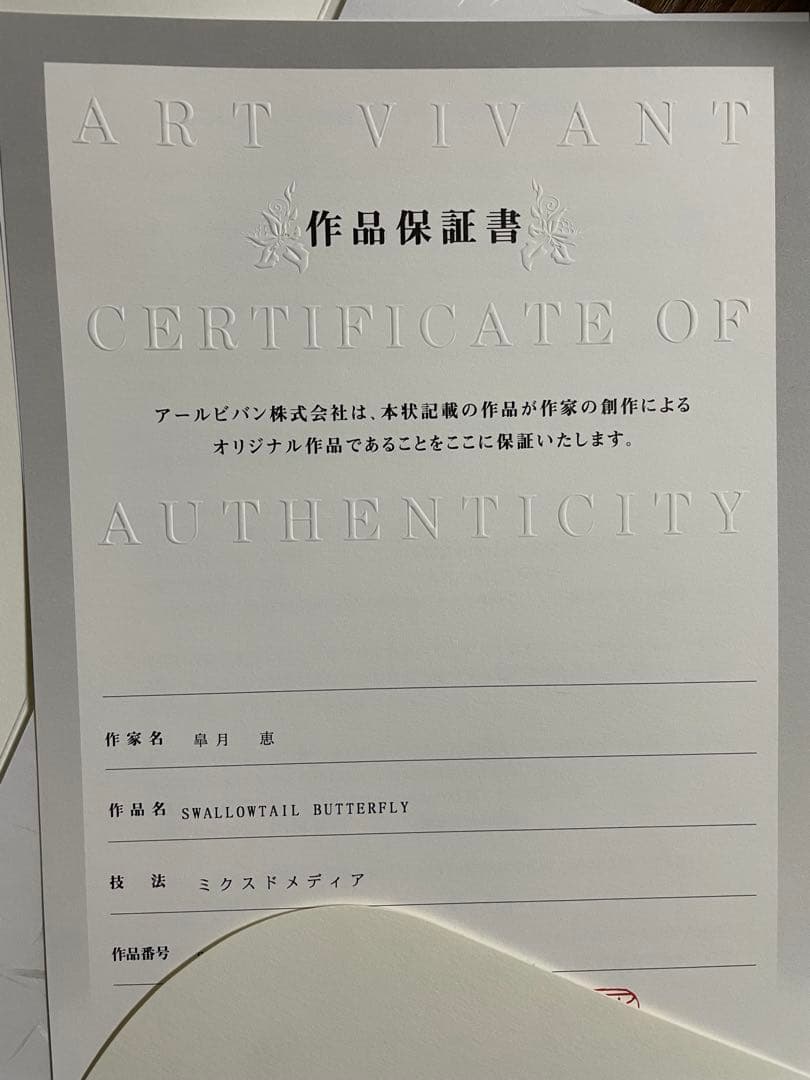 ART VIVANT
作品保証書
CERTIFICATE OF
アールビバン株式会社は、本状記載の作品が作家の創作による
オリジナル作品であることをここに保証いたします。
AUTHENTICITY
作家名 皐月 恵
作品名 SWALLOWTAIL BUTTERFLY
技 法 ミクスドメディア
作品番号